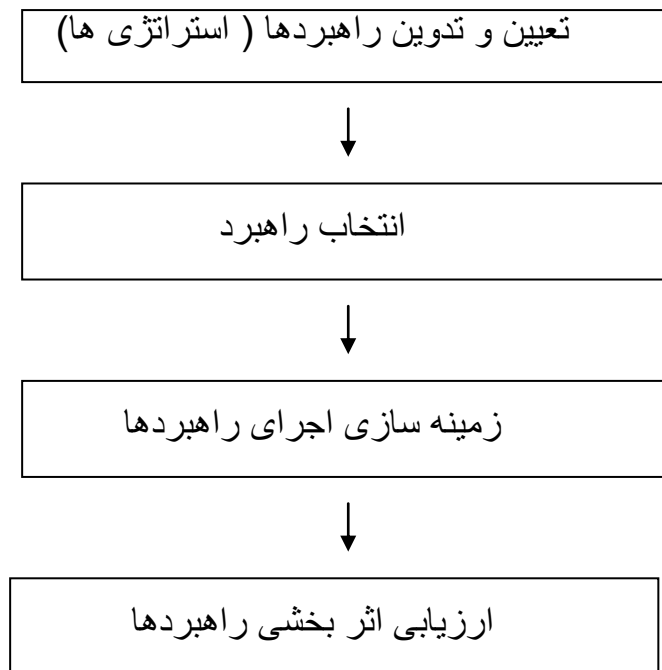 تعیین و تدوین راهبردها ( استراتژی ها)
انتخاب راهبرد
زمینه سازی اجرای راهبردها
ارزیابی اثر بخشی راهبردها